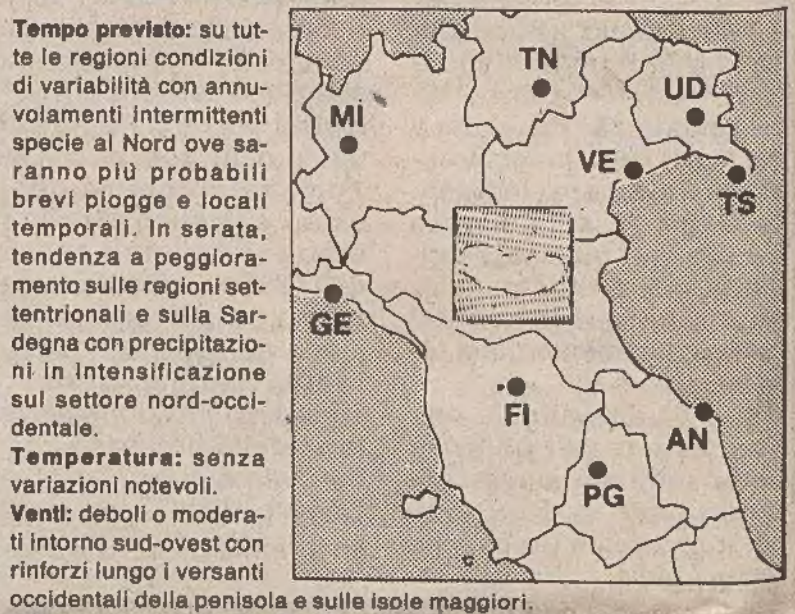 Tempo previsto: su tut-
te le regioni condizioni
di variabilità con annu-
volamenti intermittenti
specie al Nord ove sa-
ranno più probabili
brevi piogge e locali
temporali. In serata,
tendenza a peggiora-
mento sulle regioni set-
tentrionali e sulla Sar-
degna con precipitazio-
ni in intensificazione
sul settore nord-occi-
dentale.
Temperatura: senza
variazioni notevoli.
Venti: deboli o modera-
ti intorno sud-ovest con
rinforzi lungo i versanti
occidentali della penisola e sulle isole maggiori.
TN
UD
MI
VE
TS
GE
FI
AN
PG